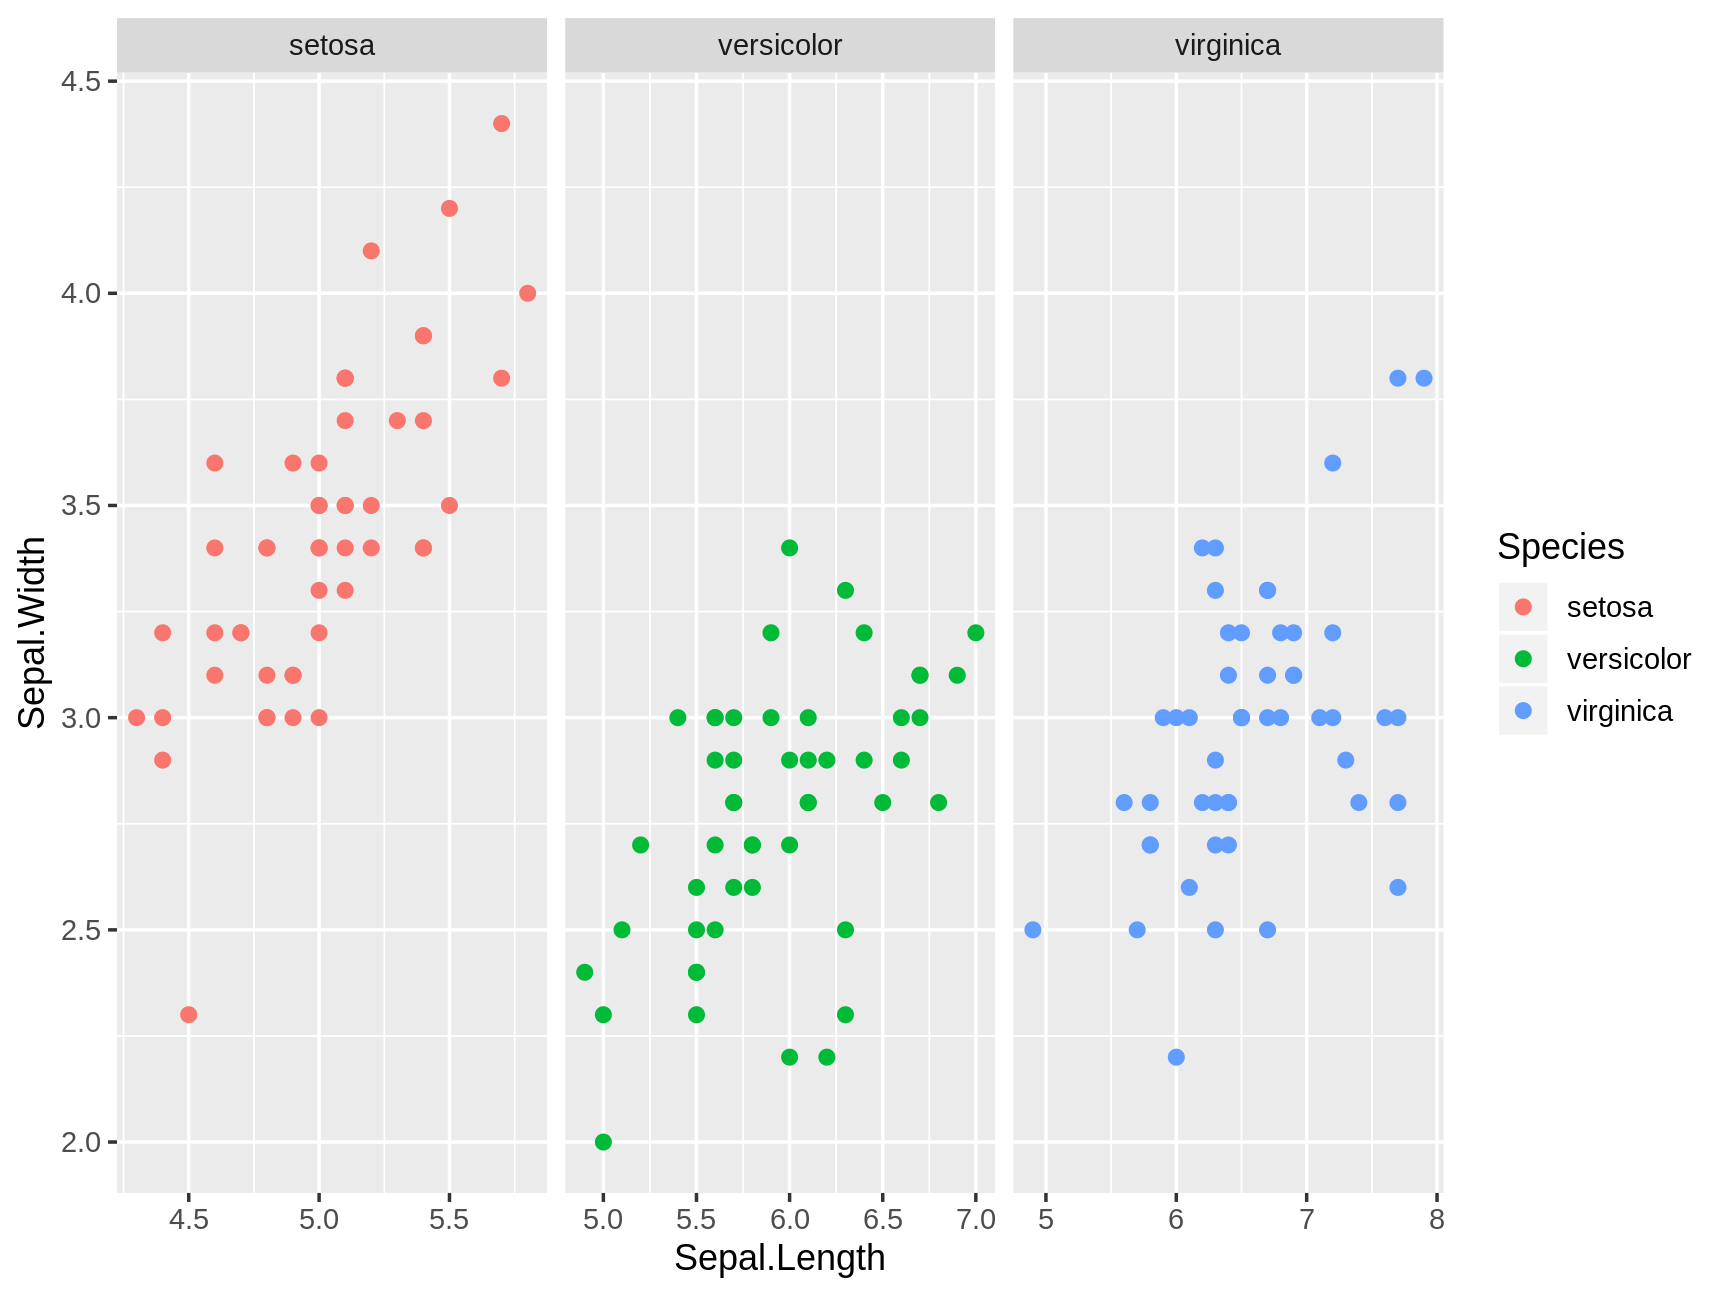 setosa versicolor virginica
4.5
4.0
3.5
3.0
2.5
2.0
Sepal.Width
4.5 5.0 5.5 5.0 5.5 6.0 6.5 7.0 5 6 7 8
Sepal.Length
Species
setosa
versicolor
virginica